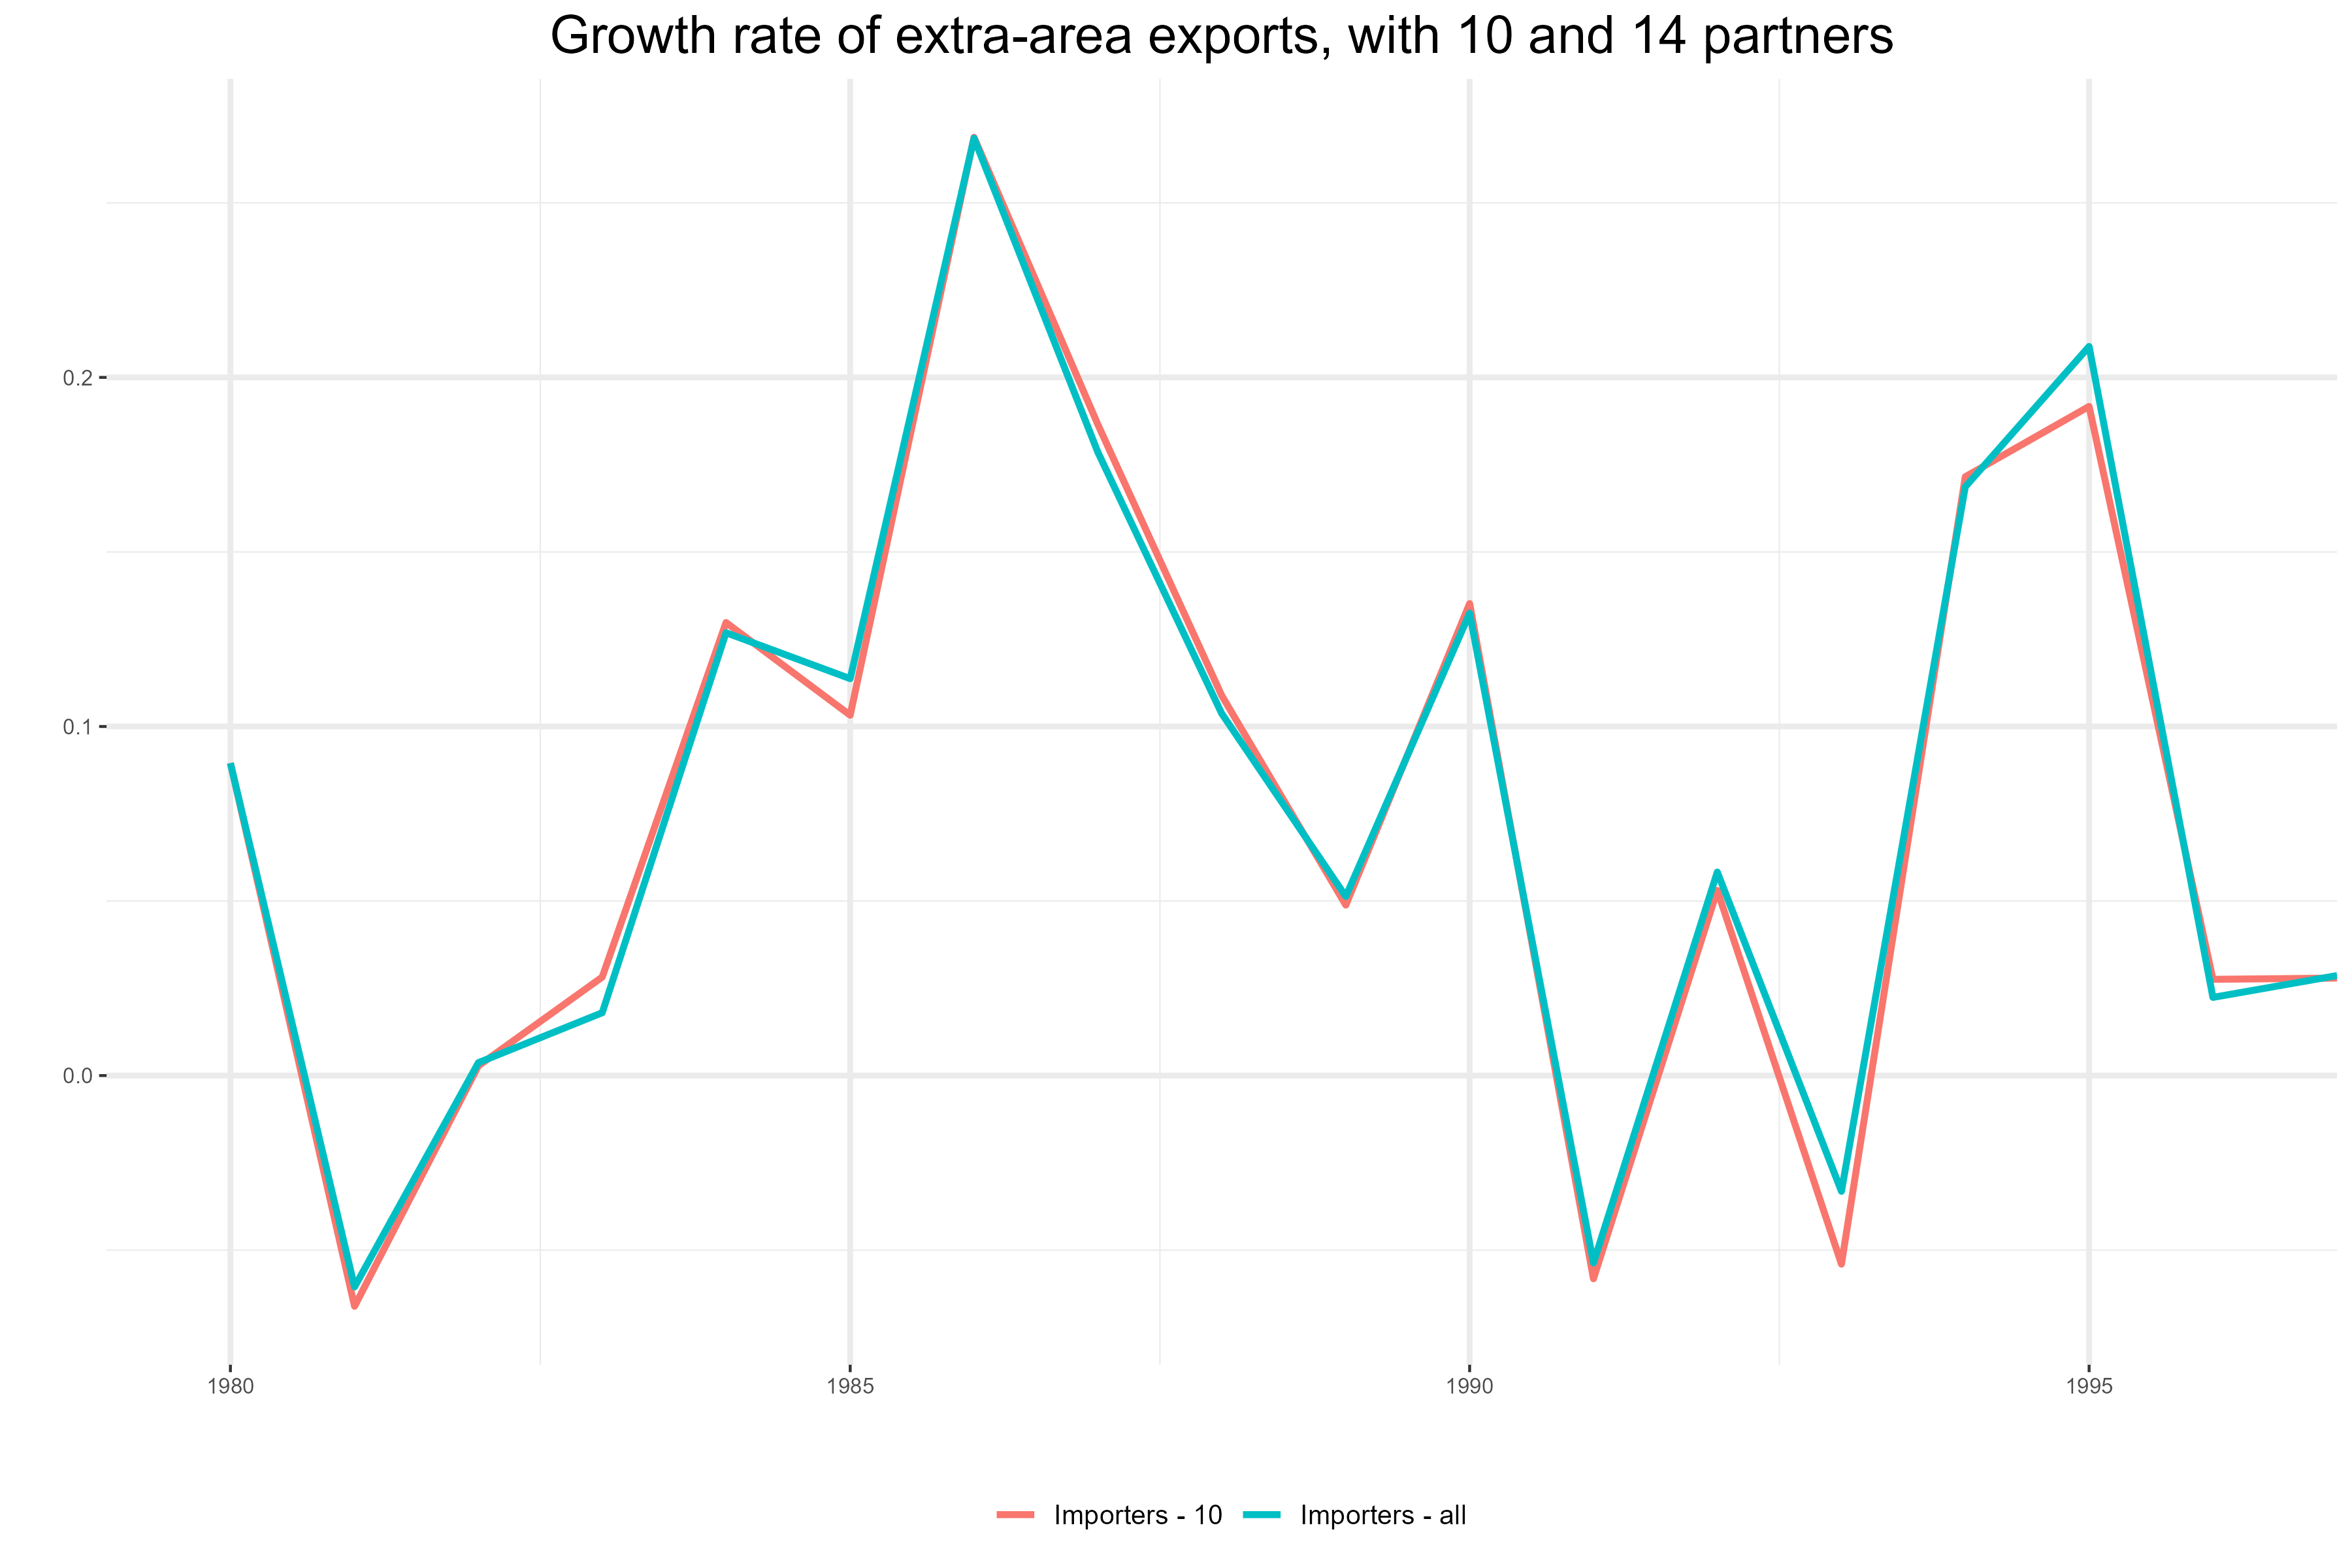 Growth rate of extra-area exports, with 10 and 14 partners
0.2
0.1
0.0
1980 1985 1990 1995
Importers - 10 Importers - all